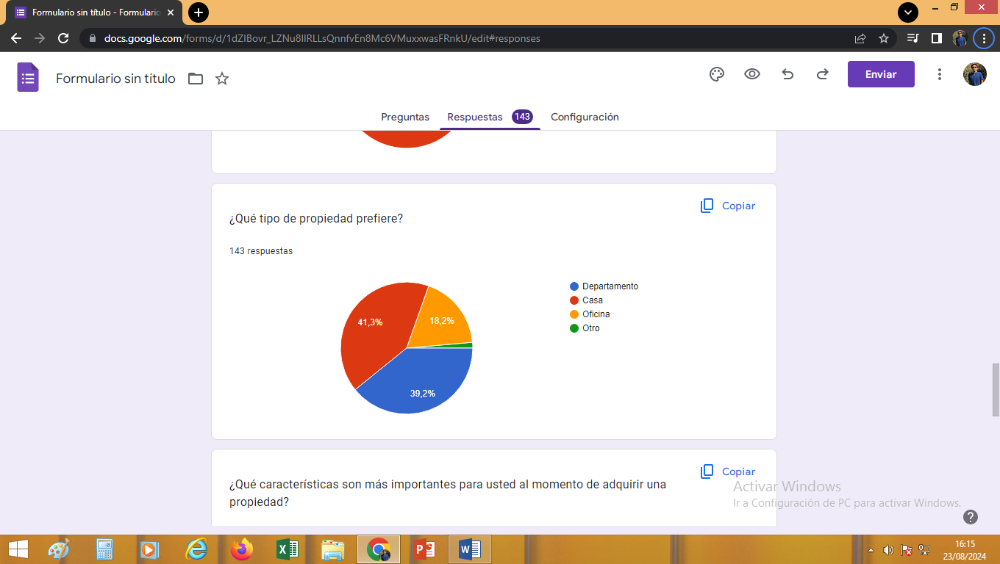 Formulario sin título - Formulario
docs.google.com/forms/d/1dZIBovr_LZNu8lIRLLsQnnfvEn8Mc6VMuxxwasFRnkU/edit#responses
Formulario sin título
Enviar
Preguntas
Respuestas 143
Configuración
Copiar
¿Qué tipo de propiedad prefiere?
143 respuestas
Departamento
Casa
Oficina
Otro
41,3%
18,2%
39,2%
Copiar
¿Qué características son más importantes para usted al momento de adquirir una
propiedad?
Activar Windows
Ir a Configuración de PC para activar Windows.
16:15
23/08/2024